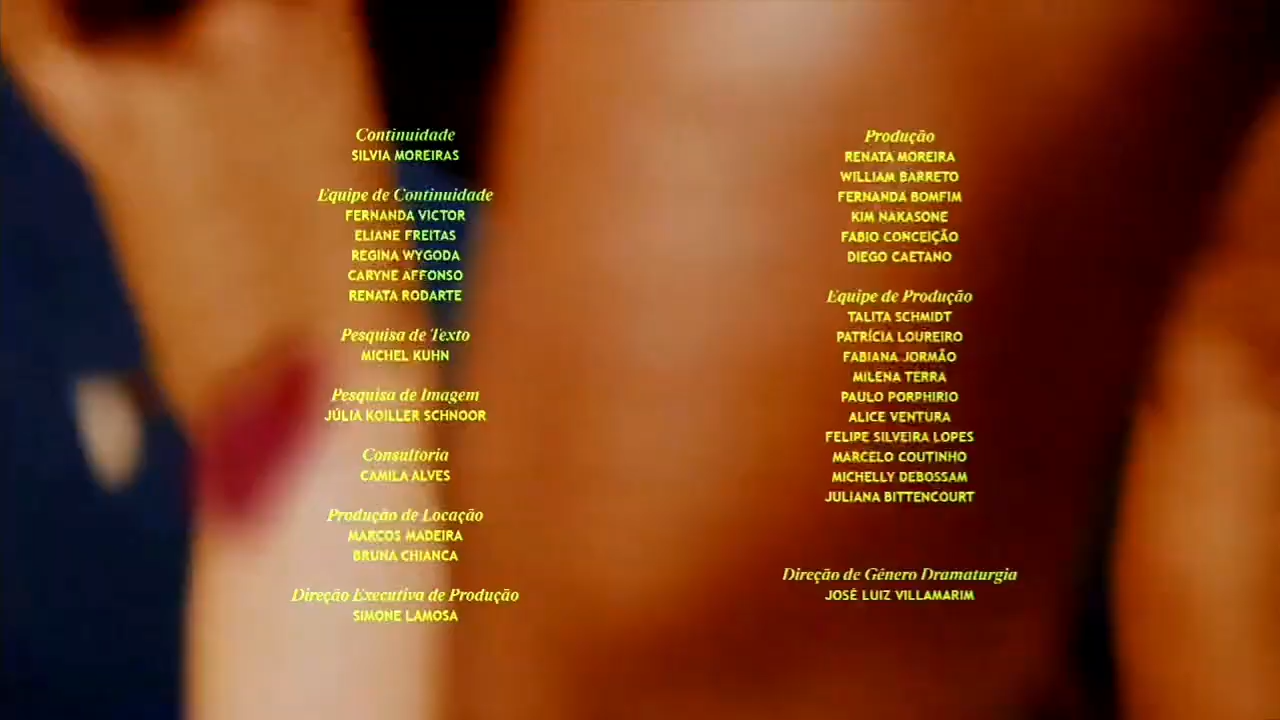 Continuidade
SILVIA MOREIRAS
Equipe de Continuidade
FERNANDA VICTOR
ELIANE FREITAS
REGINA WYGODA
CARYNE AFFONSO
RENATA RODARTE
Pesquisa de Texto
MICHEL KUHN
Pesquisa de Imagem
JÚLIA KOILLER SCHNOOR
Consultoria
CAMILA ALVES
Produção de Locação
MARCOS MADEIRA
BRUNA CHIANCA
Direção Executiva de Produção
SIMONE LAMOSA
Produção
RENATA MOREIRA
WILLIAM BARRETO
FERNANDA BOMFIM
KIM NAKASONE
FABIO CONCEIÇÃO
DIEGO CAETANO
Equipe de Produção
TALITA SCHMIDT
PATRÍCIA LOUREIRO
FABIANA JORMÃO
MILENA TERRA
PAULO PORPHIRIO
ALICE VENTURA
FELIPE SILVEIRA LOPES
MARCELO COUTINHO
MICHELLY DEBOSSAM
JULIANA BITTENCOURT
Direção de Gênero Dramaturgia
JOSÉ LUIZ VILLAMARIM